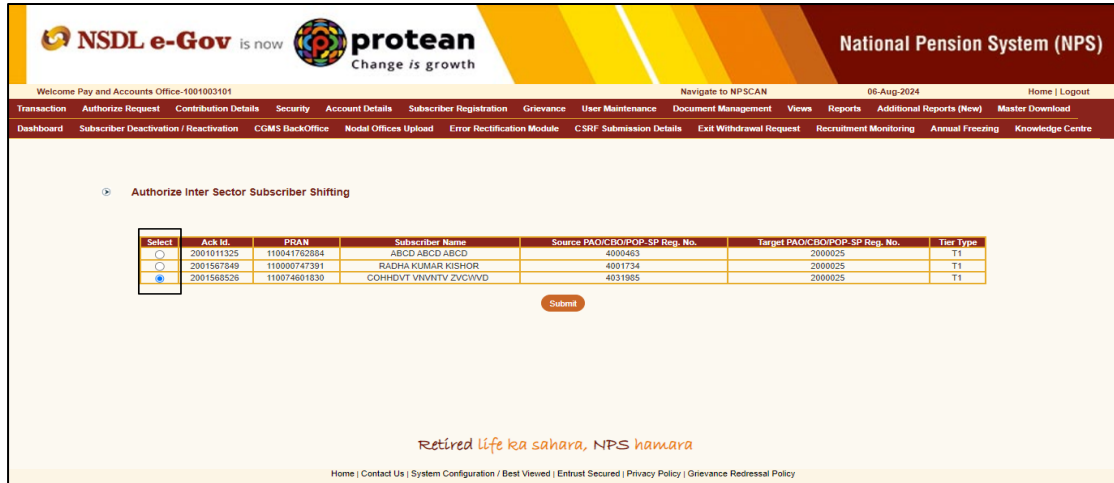 NSDL e-Gov is now protean
Change is growth
National Pension System (NPS)
Welcome Pay and Accounts Office-1001003101 Navigate to NPSCAN 06-Aug-2024 Home | Logout
Transaction Authorize Request Contribution Details Security Account Details Subscriber Registration Grievance User Maintenance Document Management Views Reports Additional Reports (New) Master Download
Dashboard Subscriber Deactivation / Reactivation CGMS BackOffice Nodal Offices Upload Error Rectification Module CSRF Submission Details Exit Withdrawal Request Recruitment Monitoring Annual Freezing Knowledge Centre
Authorize Inter Sector Subscriber Shifting
Select Ack Id. PRAN Subscriber Name Source PAO/CBO/POP-SP Reg. No. Target PAO/CBO/POP-SP Reg. No. Tier Type
2001011325 110041762884 ABCD ABCD ABCD 4000463 2000025 T1
2001567849 110000747391 RADHA KUMAR KISHOR 4001734 2000025 T1
2001568526 110074601830 COHHDVT VNVNTV ZVCWVD 4031985 2000025 T1
Submit
Retired life ka sahara, NPS hamara
Home | Contact Us | System Configuration / Best Viewed | Entrust Secured | Privacy Policy | Grievance Redressal Policy